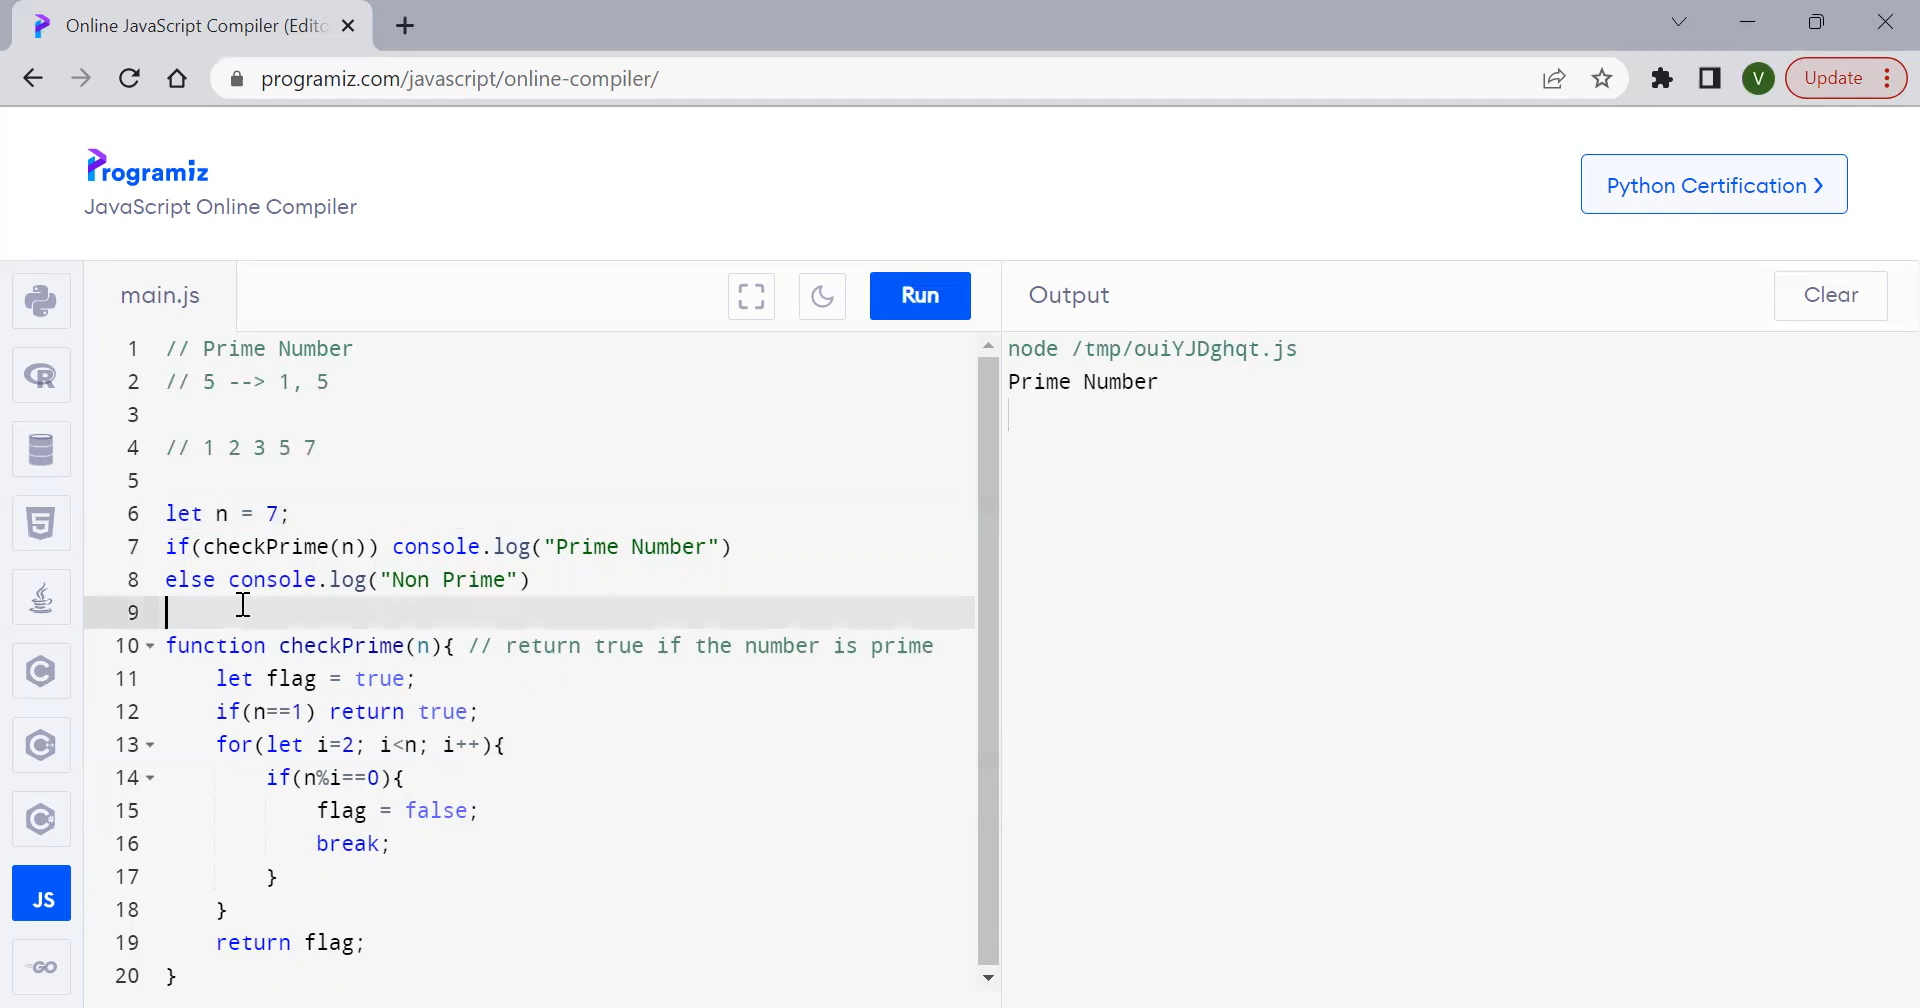 Online JavaScript Compiler (Edito
programiz.com/javascript/online-compiler/
V
Update
Programiz
JavaScript Online Compiler
Python Certification
main.js
Run
Output
Clear
1 // Prime Number
2 // 5 --> 1, 5
3
4 // 1 2 3 5 7
5
6 let n = 7;
7 if(checkPrime(n)) console.log("Prime Number")
8 else console.log("Non Prime")
9
10 function checkPrime(n){ // return true if the number is prime
11 let flag = true;
12 if(n==1) return true;
13 for(let i=2; i<n; i++){
14 if(n%i==0){
15 flag = false;
16 break;
17 }
18 }
19 return flag;
20 }
node /tmp/ouiYJDghqt.js
Prime Number
R
5
C
C
C
JS
GO